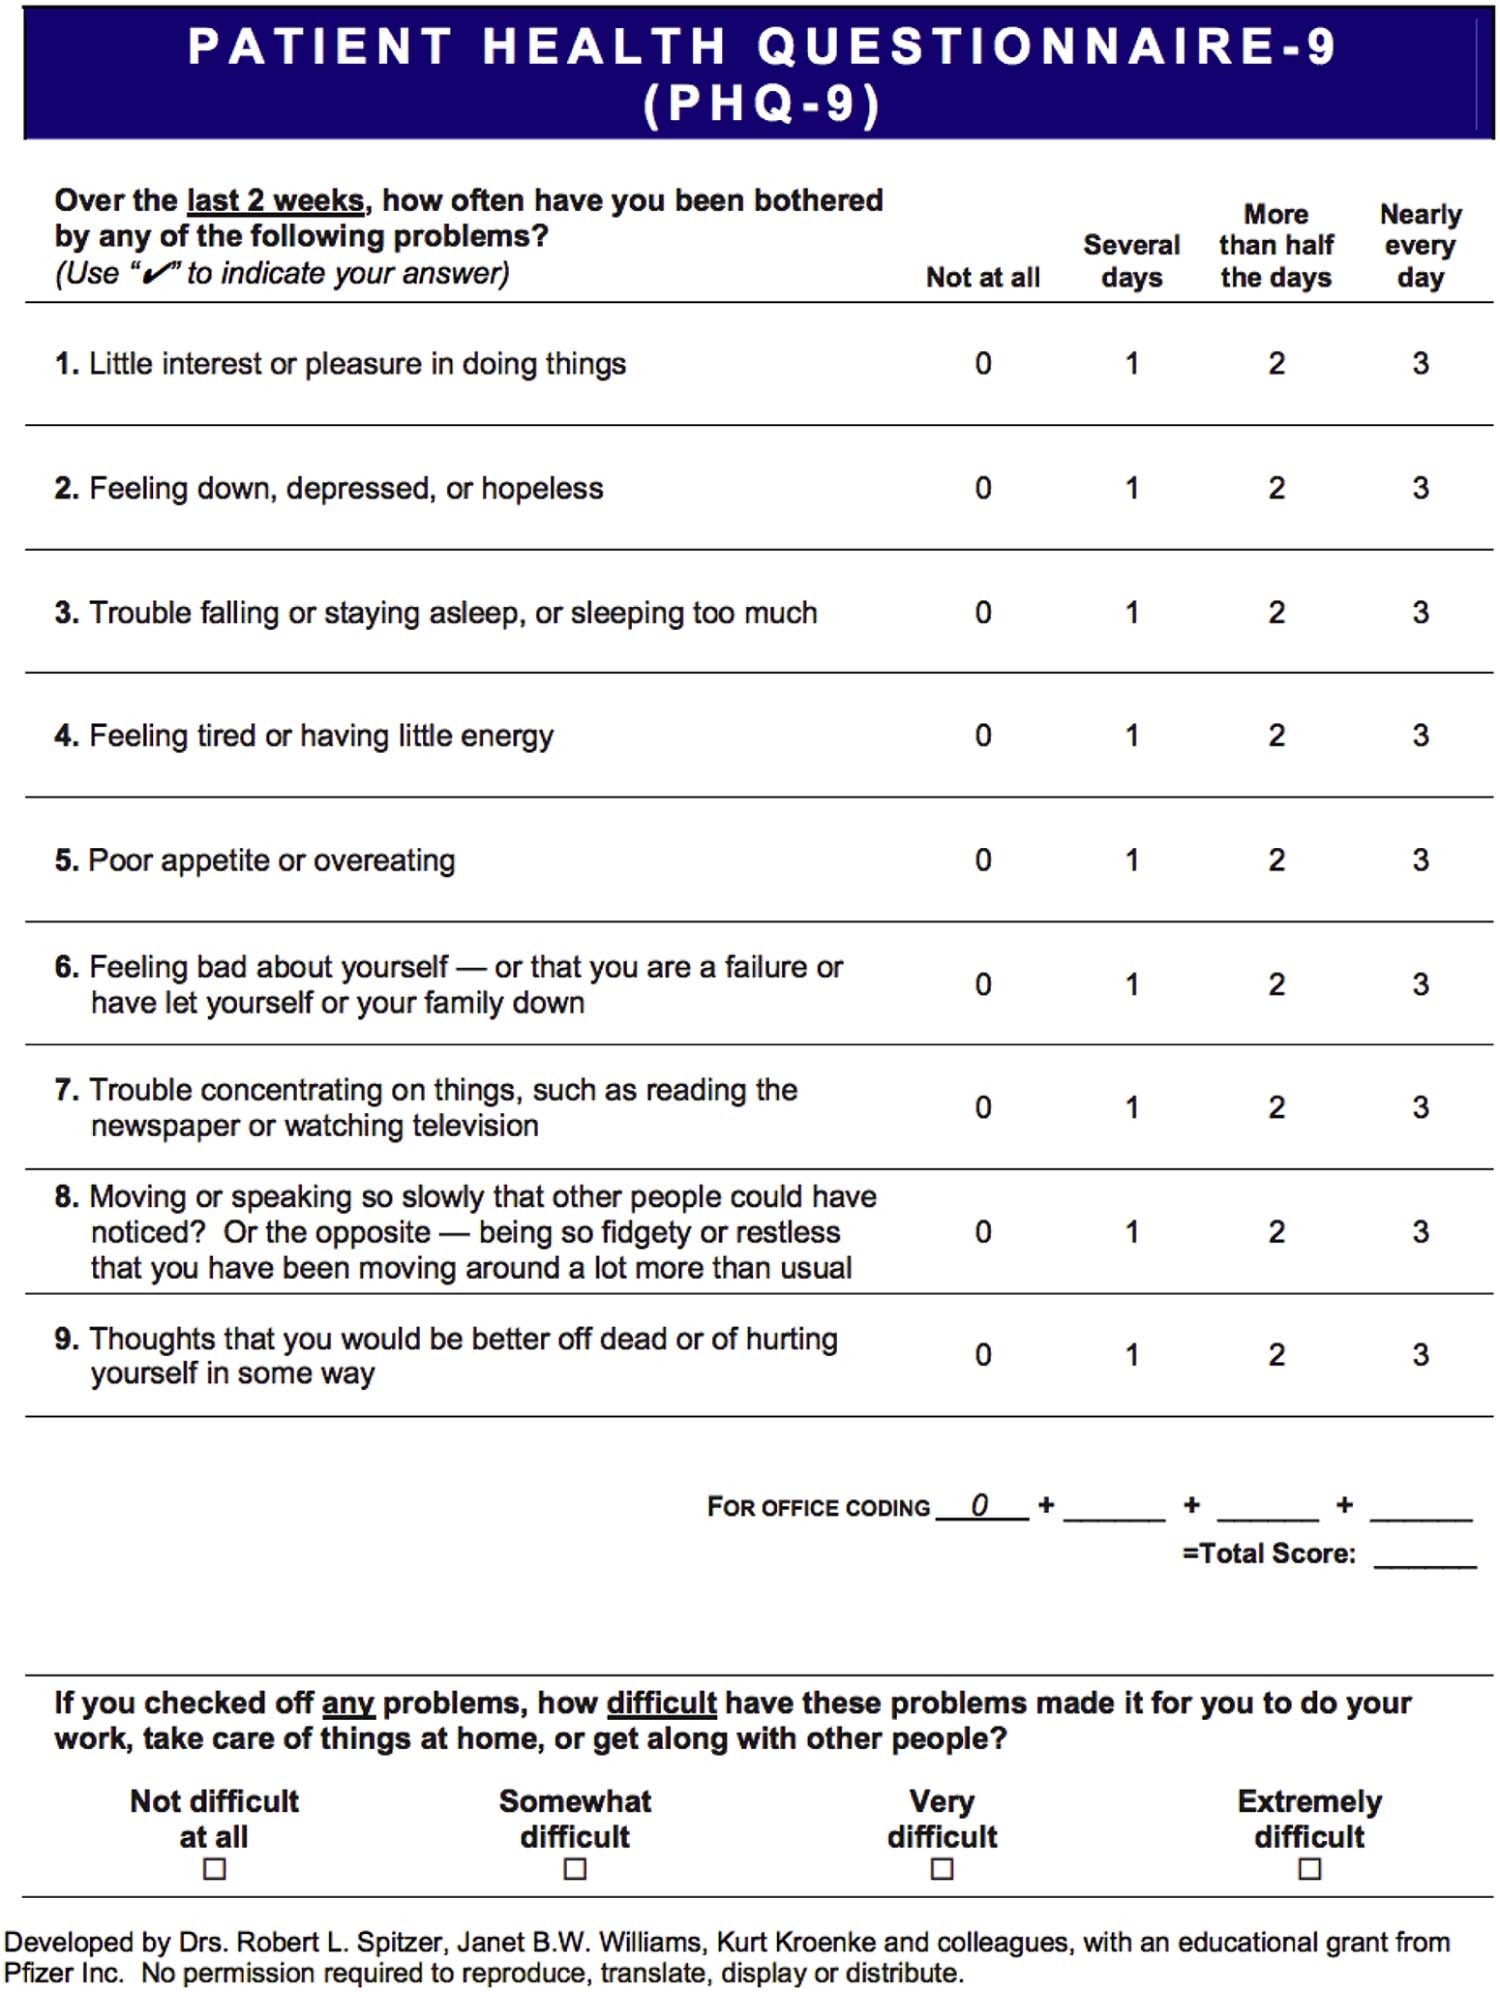 PATIENT HEALTH QUESTIONNAIRE-9
(PHQ-9)
Over the last 2 weeks, how often have you been bothered
by any of the following problems?
(Use “✔” to indicate your answer)
Not at all
Several
days
More
than half
the days
Nearly
every
day
1. Little interest or pleasure in doing things 0 1 2 3
2. Feeling down, depressed, or hopeless 0 1 2 3
3. Trouble falling or staying asleep, or sleeping too much 0 1 2 3
4. Feeling tired or having little energy 0 1 2 3
5. Poor appetite or overeating 0 1 2 3
6. Feeling bad about yourself — or that you are a failure or
have let yourself or your family down 0 1 2 3
7. Trouble concentrating on things, such as reading the
newspaper or watching television 0 1 2 3
8. Moving or speaking so slowly that other people could have
noticed? Or the opposite — being so fidgety or restless 0 1 2 3
that you have been moving around a lot more than usual
9. Thoughts that you would be better off dead or of hurting
yourself in some way 0 1 2 3
FOR OFFICE CODING 0 + ______ + ______ + ______
=Total Score: ______
If you checked off any problems, how difficult have these problems made it for you to do your
work, take care of things at home, or get along with other people?
Not difficult
at all
☐
Somewhat
difficult
☐
Very
difficult
☐
Extremely
difficult
☐
Developed by Drs. Robert L. Spitzer, Janet B.W. Williams, Kurt Kroenke and colleagues, with an educational grant from
Pfizer Inc. No permission required to reproduce, translate, display or distribute.